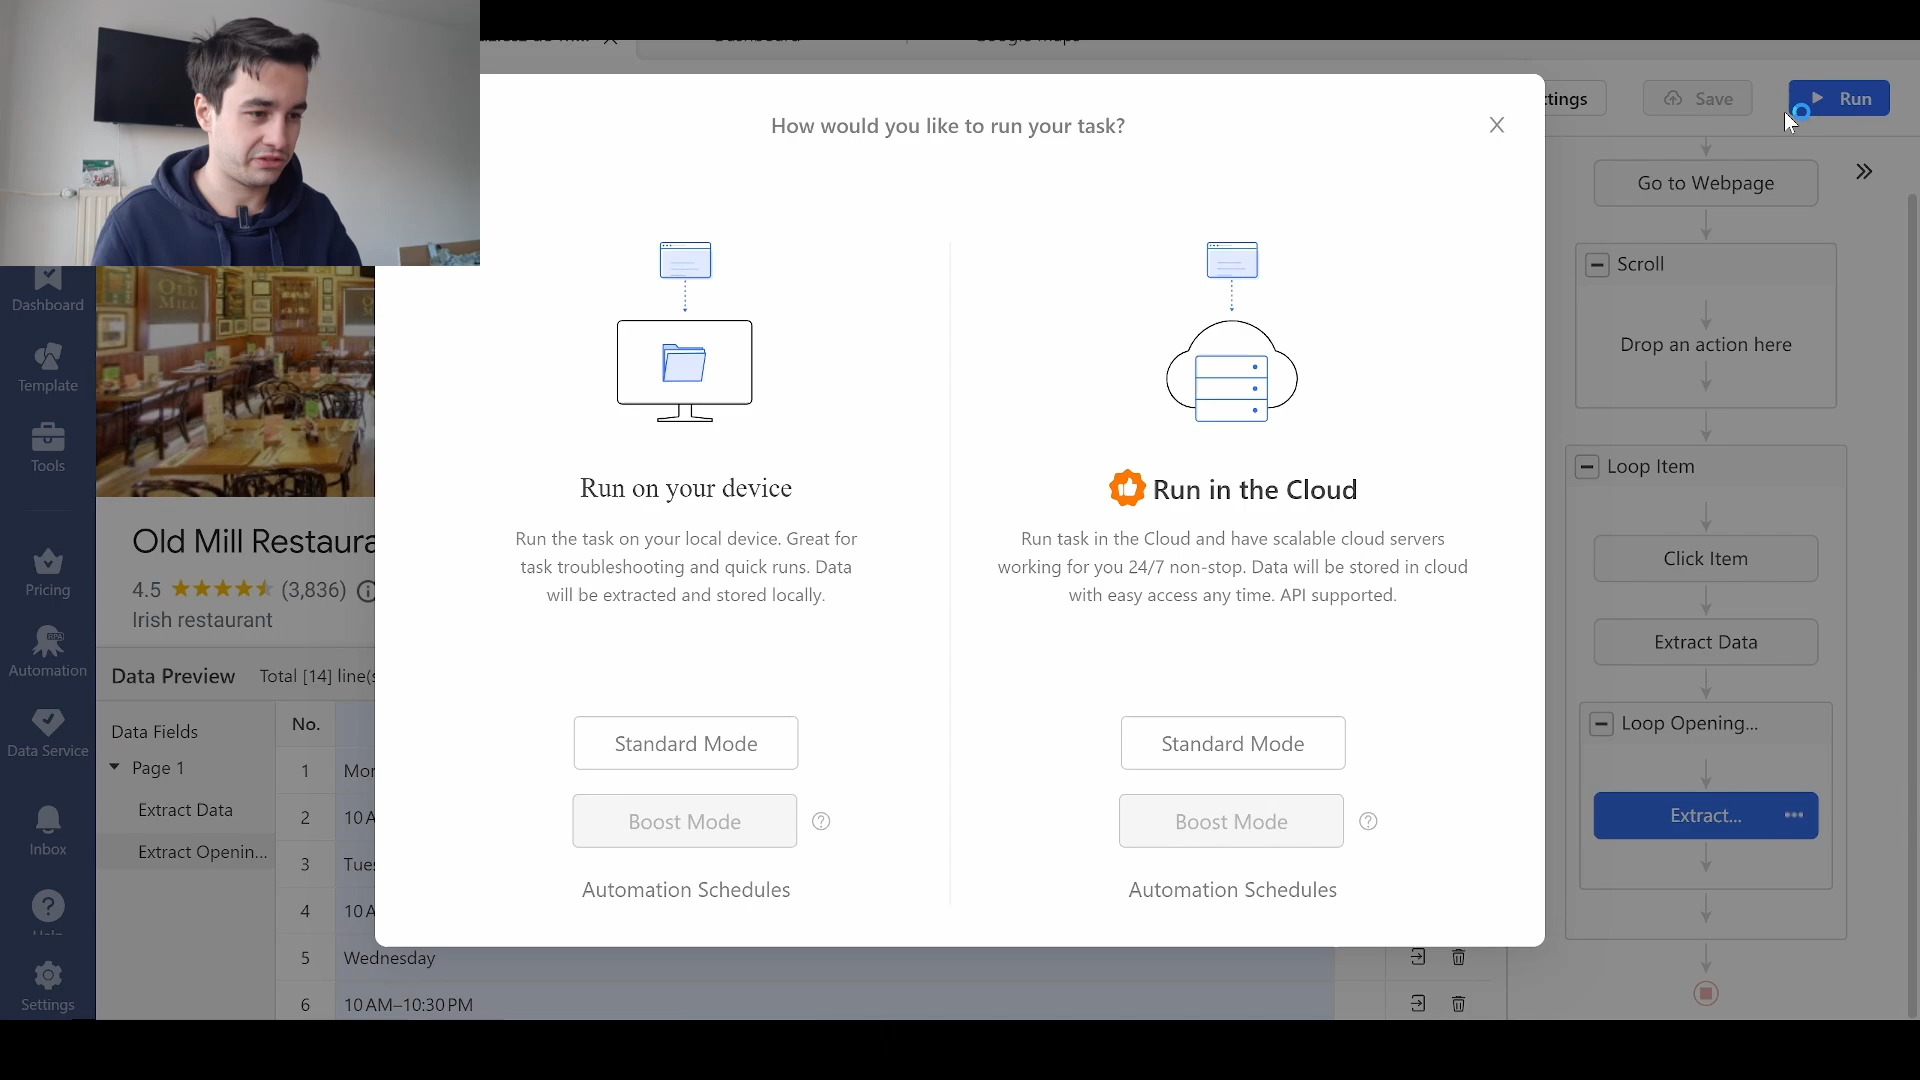 How would you like to run your task?
Run on your device
Run the task on your local device. Great for
task troubleshooting and quick runs. Data
will be extracted and stored locally.
Standard Mode
Boost Mode
Automation Schedules
Run in the Cloud
Run task in the Cloud and have scalable cloud servers
working for you 24/7 non-stop. Data will be stored in cloud
with easy access any time. API supported.
Standard Mode
Boost Mode
Automation Schedules
Save
Run
Go to Webpage
Scroll
Drop an action here
Loop Item
Click Item
Extract Data
Loop Opening...
Extract...
Dashboard
Template
Tools
Pricing
RPA
Automation
Data Service
Inbox
Settings
OLD
MILL
Old Mill
4.5 (3,836)
Irish restaurant
Data Preview Total [14]
Data Fields
Page 1
Extract Data
Extract Openin...
No.
1
2
3
4
5 Wednesday
6 10 AM–10:30 PM